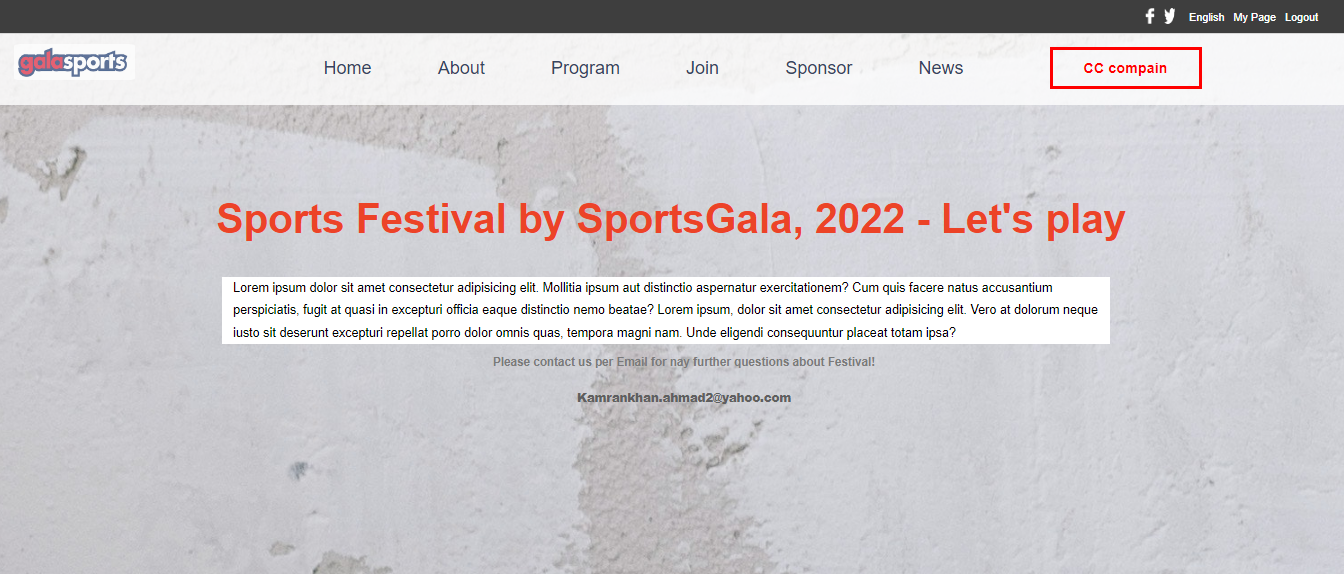 English My Page Logout
galasports
Home About Program Join Sponsor News CC compain
Sports Festival by SportsGala, 2022 - Let's play
Lorem ipsum dolor sit amet consectetur adipisicing elit. Mollitia ipsum aut distinctio aspernatur exercitationem? Cum quis facere natus accusantium
perspiciatis, fugit at quasi in excepturi officia eaque distinctio nemo beatae? Lorem ipsum, dolor sit amet consectetur adipisicing elit. Vero at dolorum neque
iusto sit deserunt excepturi repellat porro dolor omnis quas, tempora magni nam. Unde eligendi consequuntur placeat totam ipsa?
Please contact us per Email for nay further questions about Festival!
Kamrankhan.ahmad2@yahoo.com